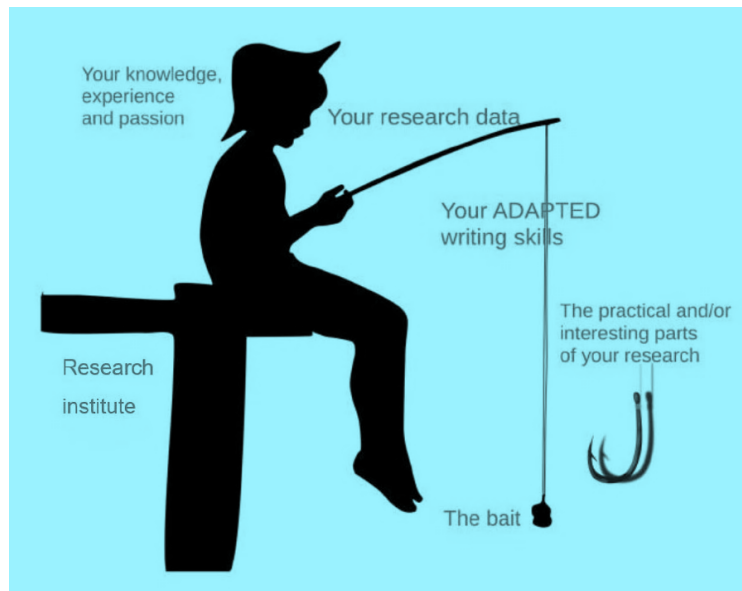 Your knowledge,
experience
and passion
Your research data
Your ADAPTED
writing skills
The practical and/or
interesting parts
of your research
Research
institute
The bait